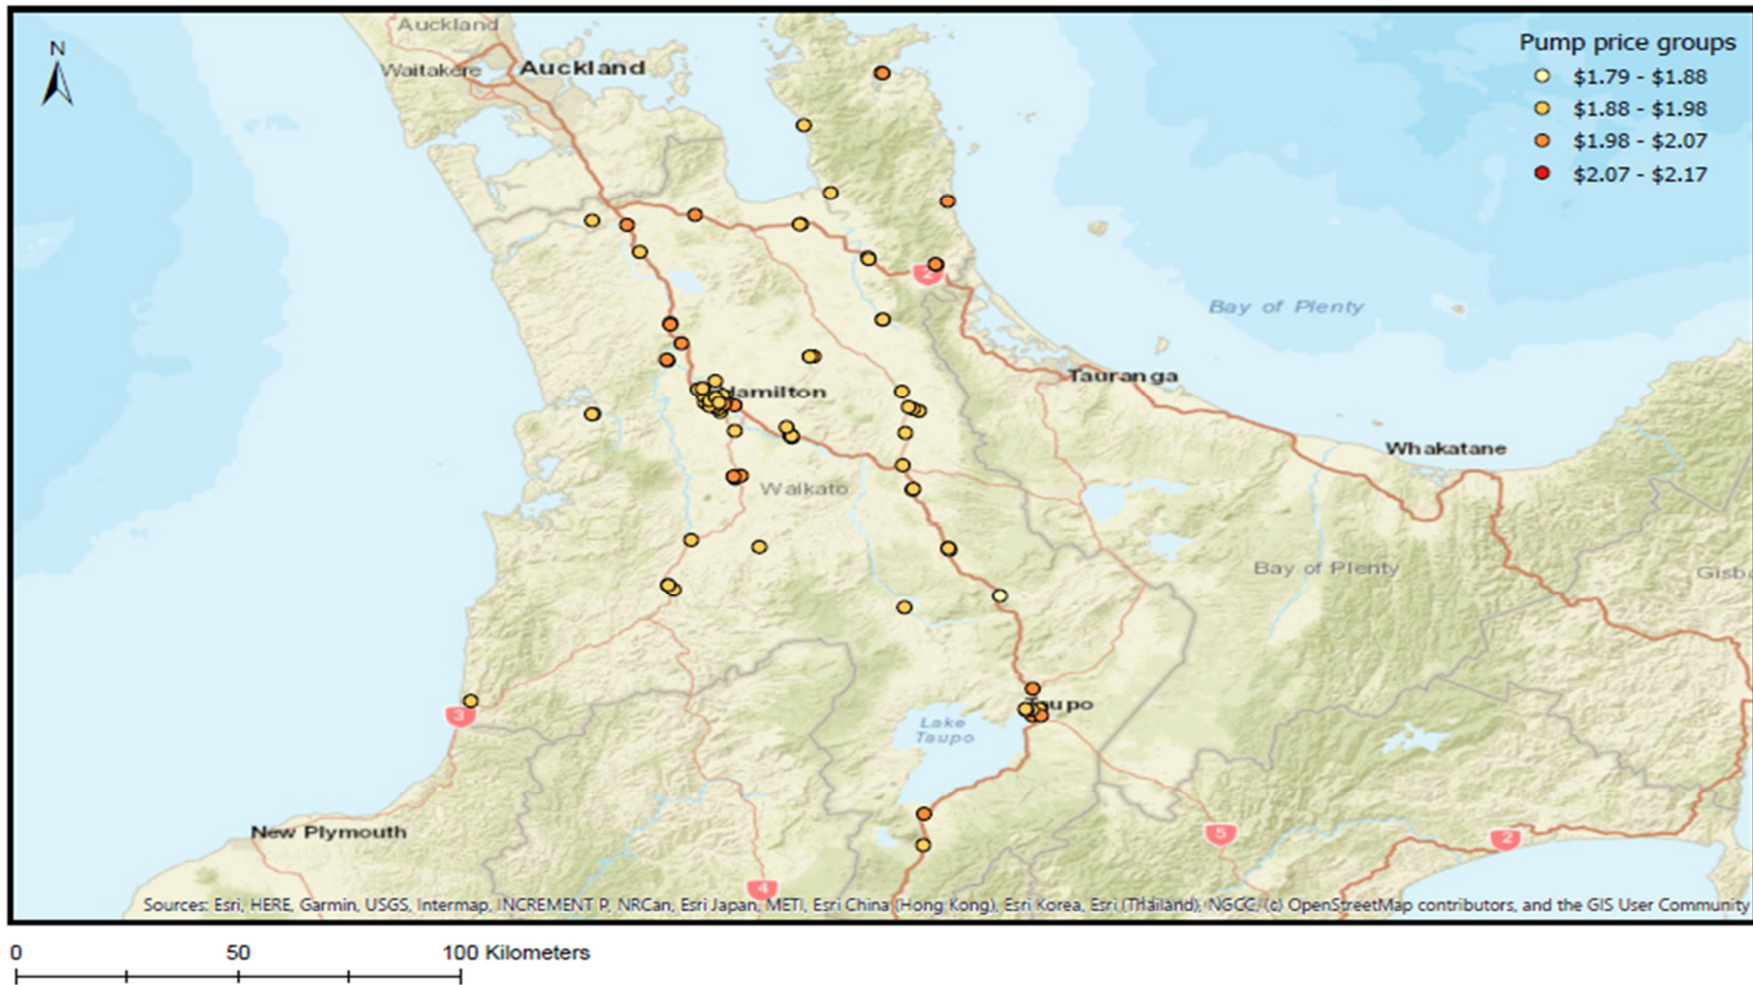 Auckland
Waitakere
Auckland
N
Pump price groups
$1.79 - $1.88
$1.88 - $1.98
$1.98 - $2.07
$2.07 - $2.17
2
Bay of Plenty
Tauranga
Hamilton
Whakatane
Waikato
Bay of Plenty
Gisb
3
Taupo
Lake
Taupo
New Plymouth
5
2
4
Sources: Esri, HERE, Garmin, USGS, Intermap, INCREMENT P, NRCan, Esri Japan, METI, Esri China (Hong Kong), Esri Korea, Esri (Thailand), NGCC, (c) OpenStreetMap contributors, and the GIS User Community
0 50 100 Kilometers